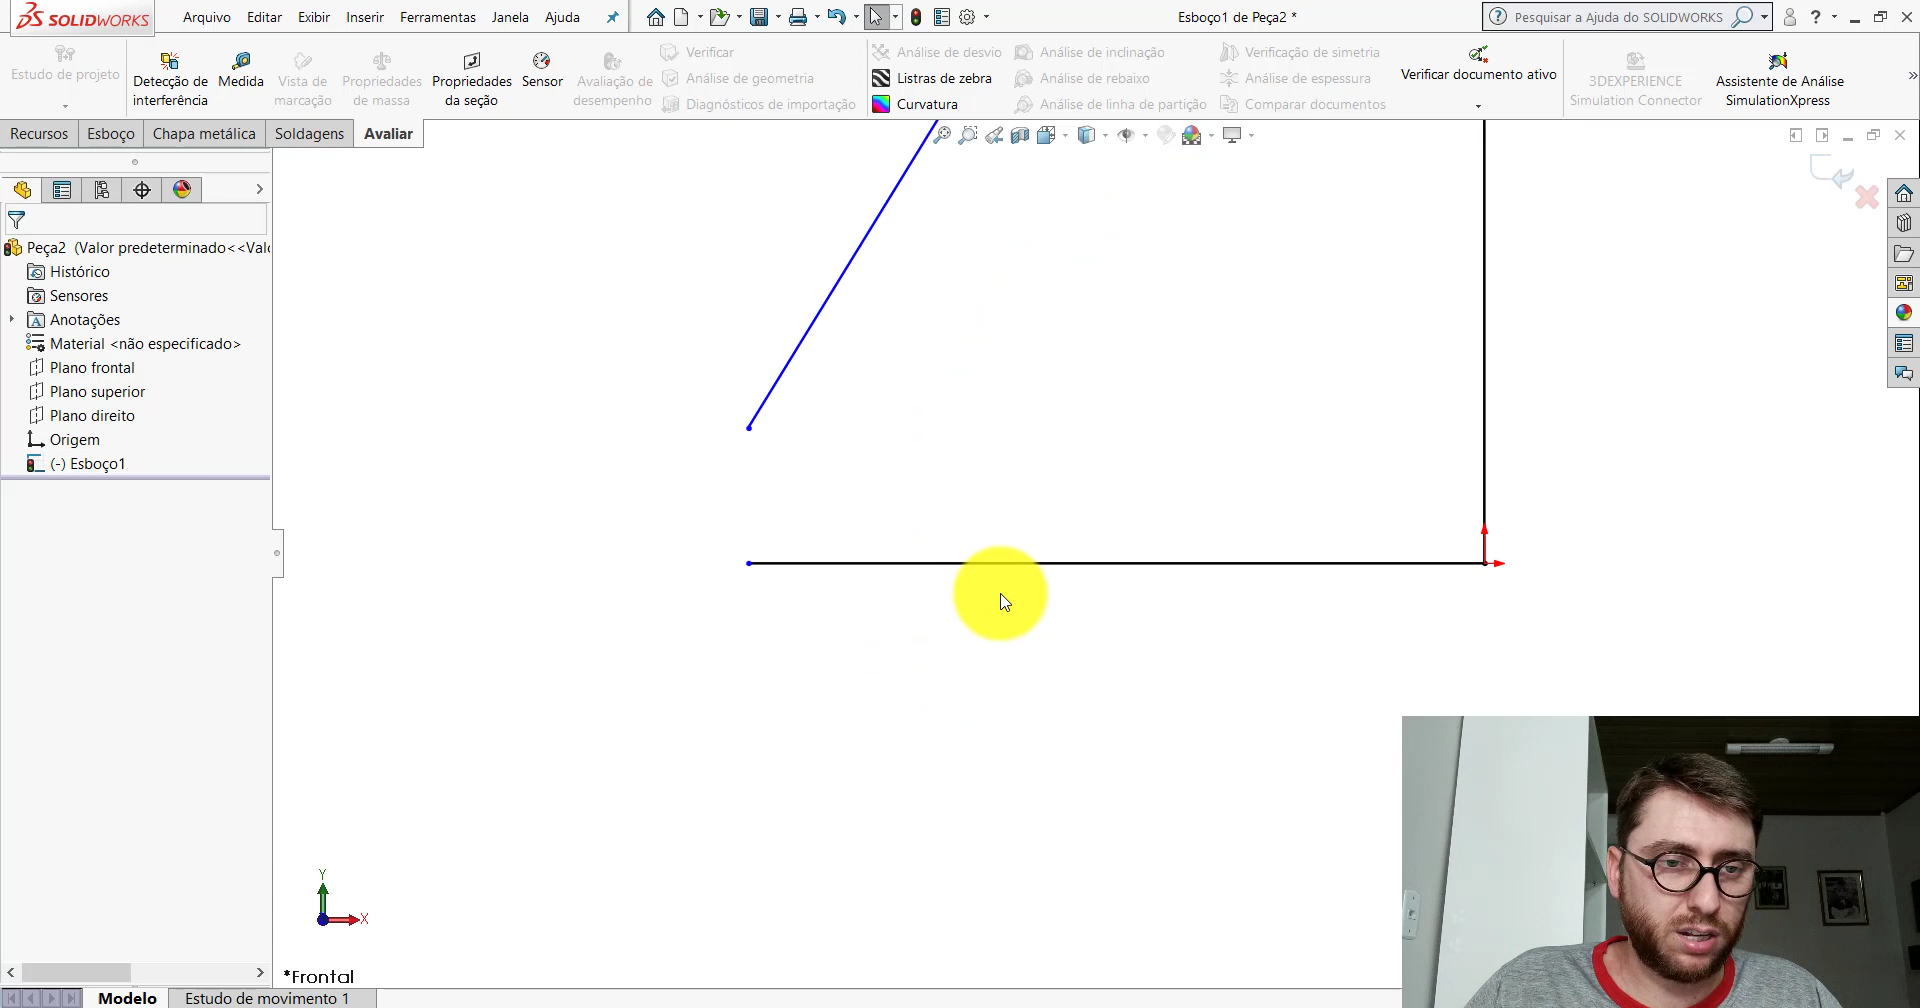 SOLIDWORKS Arquivo Editar Exibir Inserir Ferramentas Janela Ajuda Esboço1 de Peça2 * Pesquisar a Ajuda do SOLIDWORKS ?
Estudo de projeto
Detecção de interferência
Medida
Vista de marcação
Propriedades de massa
Propriedades da seção
Sensor
Avaliação de desempenho
Verificar
Análise de geometria
Diagnósticos de importação
Análise de desvio
Listras de zebra
Curvatura
Análise de inclinação
Análise de rebaixo
Análise de linha de partição
Verificação de simetria
Análise de espessura
Comparar documentos
Verificar documento ativo
3DEXPERIENCE Simulation Connector
Assistente de Análise SimulationXpress
Recursos Esboço Chapa metálica Soldagens Avaliar
Peça2 (Valor predeterminado<<Valo
Histórico
Sensores
Anotações
Material <não especificado>
Plano frontal
Plano superior
Plano direito
Origem
(-) Esboço1
Y
X
*Frontal
Modelo Estudo de movimento 1